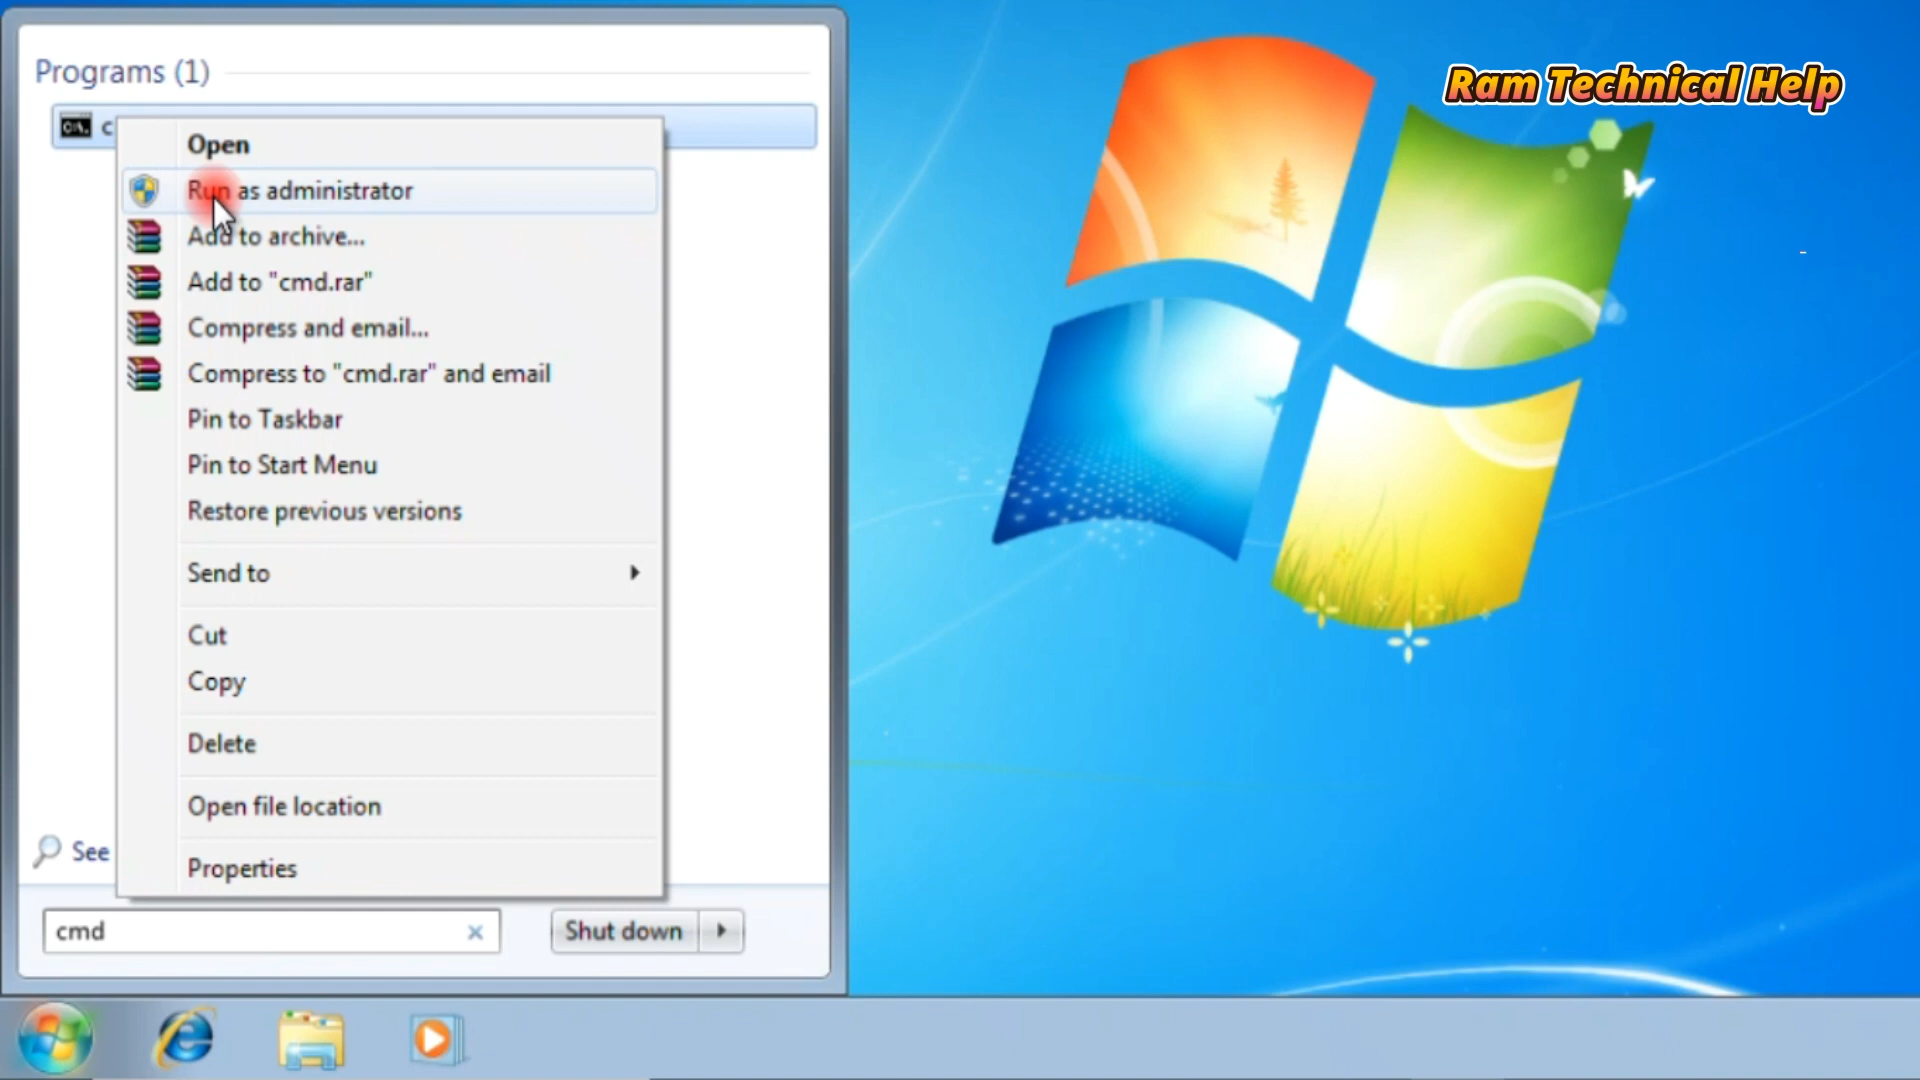 Programs (1)
Ram Technical Help
c
Open
Run as administrator
Add to archive...
Add to "cmd.rar"
Compress and email...
Compress to "cmd.rar" and email
Pin to Taskbar
Pin to Start Menu
Restore previous versions
Send to
Cut
Copy
Delete
Open file location
See
Properties
cmd
Shut down